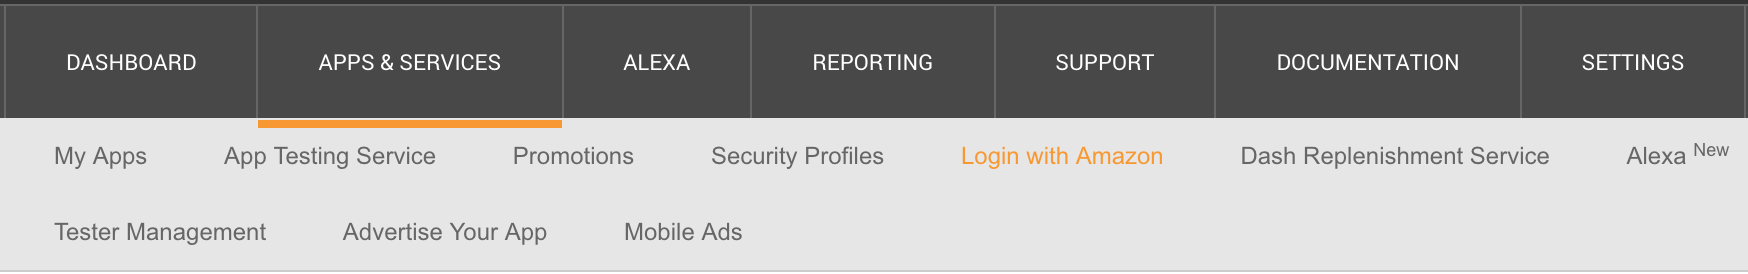 DASHBOARD APPS & SERVICES ALEXA REPORTING SUPPORT DOCUMENTATION SETTINGS
My Apps App Testing Service Promotions Security Profiles Login with Amazon Dash Replenishment Service Alexa New
Tester Management Advertise Your App Mobile Ads